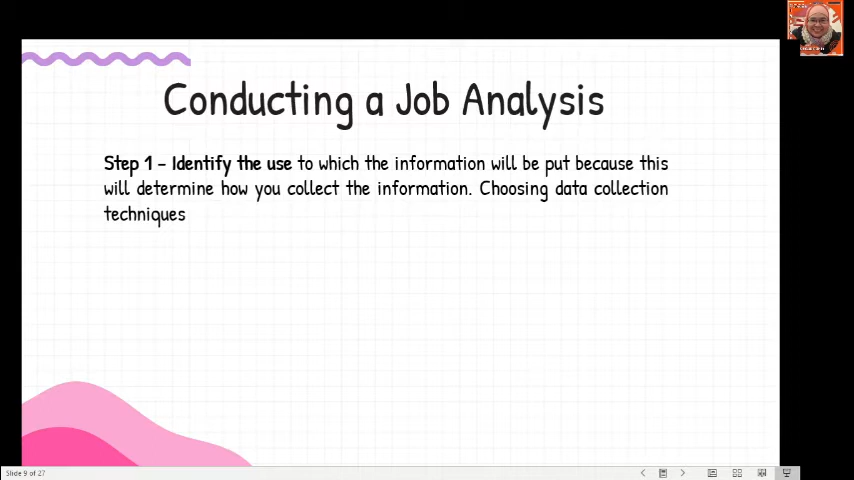 Conducting a Job Analysis
Step 1 – Identify the use to which the information will be put because this
will determine how you collect the information. Choosing data collection
techniques
Slide 9 of 27